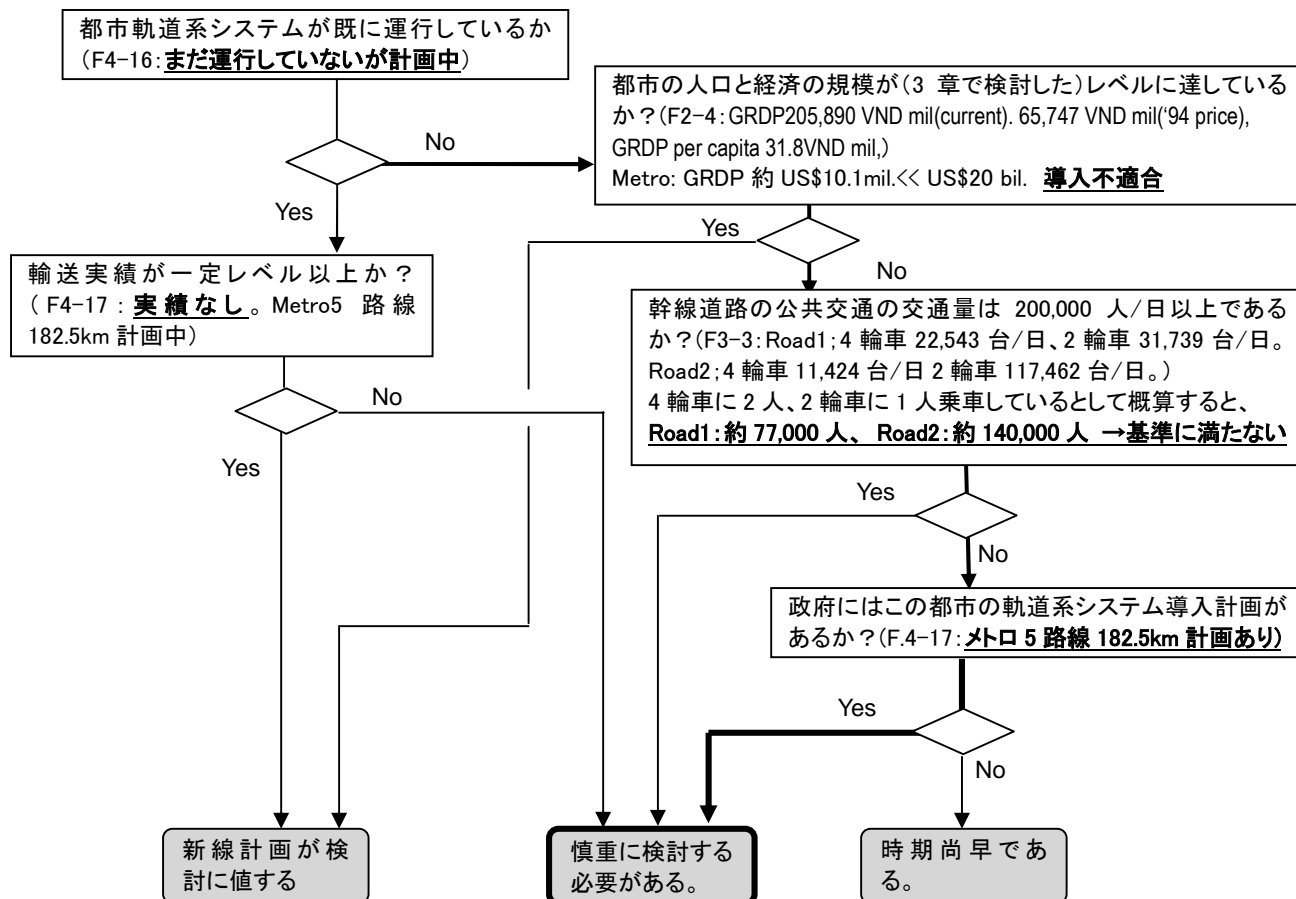 都市軌道系システムが既に運行しているか
(F4-16:まだ運行していないが計画中)
No
Yes
都市の人口と経済の規模が(3 章で検討した)レベルに達している
か?(F2-4:GRDP205,890 VND mil(current). 65,747 VND mil('94 price),
GRDP per capita 31.8VND mil,)
Metro: GRDP 約 US$10.1mil.<< US$20 bil. 導入不適合
Yes
No
輸送実績が一定レベル以上か?
(F4-17:実績なし。Metro5 路線
182.5km 計画中)
No
Yes
幹線道路の公共交通の交通量は 200,000 人/日以上である
か?(F3-3:Road1;4 輪車 22,543 台/日、2 輪車 31,739 台/日。
Road2;4 輪車 11,424 台/日 2 輪車 117,462 台/日。)
4 輪車に 2 人、2 輪車に 1 人乗車しているとして概算すると、
Road1:約 77,000 人、 Road2:約 140,000 人 →基準に満たない
Yes
No
政府にはこの都市の軌道系システム導入計画が
あるか?(F.4-17:メトロ 5 路線 182.5km 計画あり)
Yes
No
新線計画が検
討に値する
慎重に検討する
必要がある。
時期尚早であ
る。